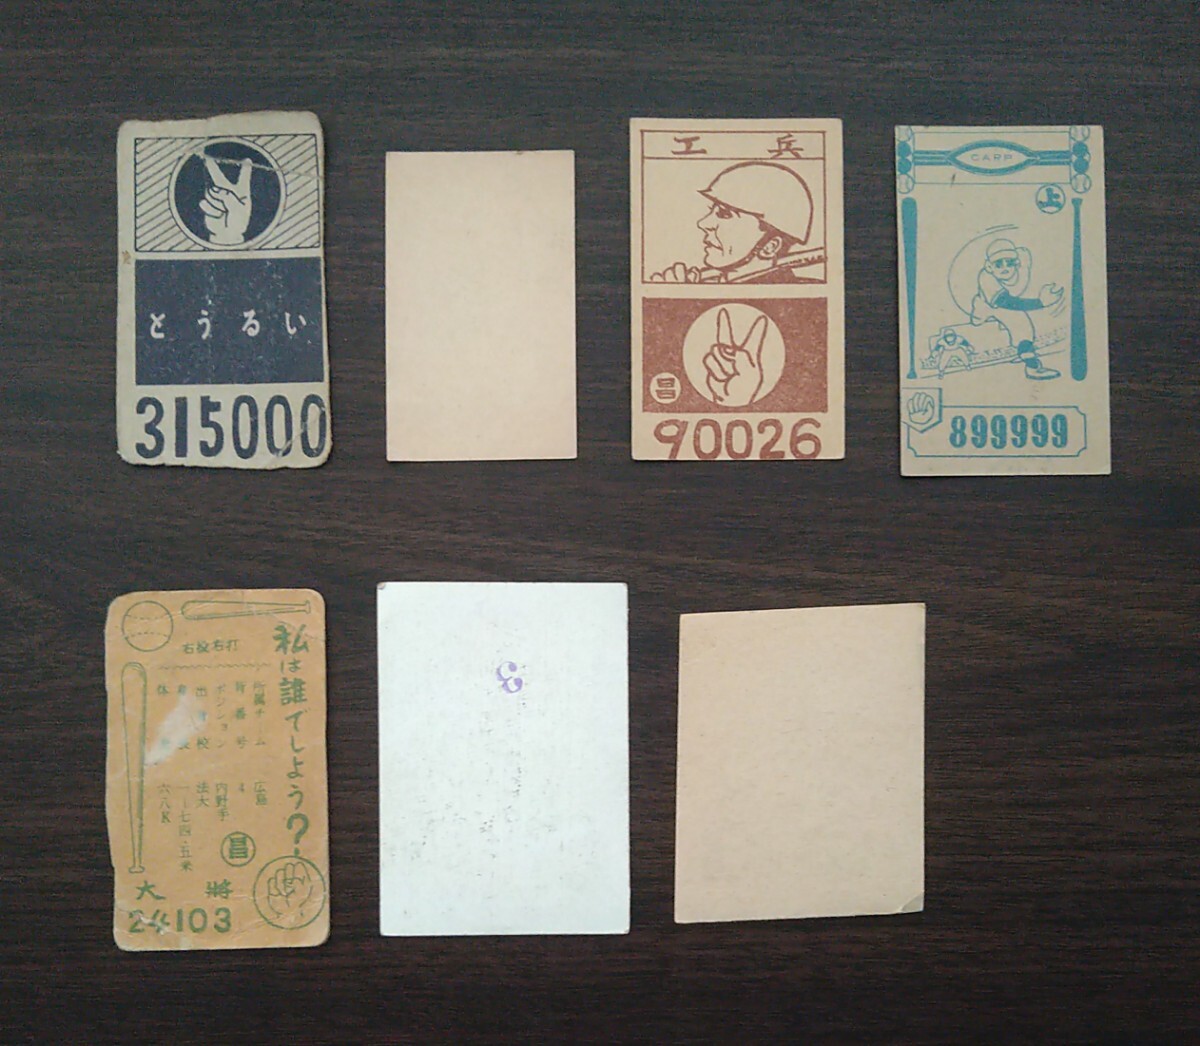 とうるい
315000
工兵
昌
90026
CARP
上
899999
私は誰でしょう?
右投右打
所属チーム 広島
背番号 4
ポジション 内野手
出身校 法大
一七四・五米
体 六八K
昌
大将
24103
3